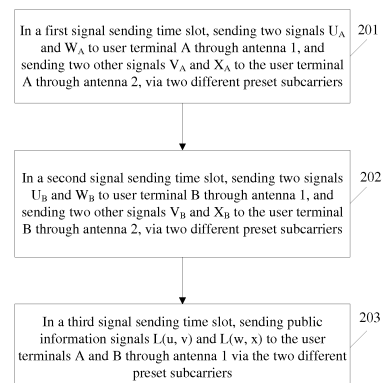 In a first signal sending time slot, sending two signals U_A
and W_A to user terminal A through antenna 1, and
sending two other signals V_A and X_A to the user terminal
A through antenna 2, via two different preset subcarriers
201
In a second signal sending time slot, sending two signals
U_B and W_B to user terminal B through antenna 1, and
sending two other signals V_B and X_B to the user terminal
B through antenna 2, via two different preset subcarriers
202
In a third signal sending time slot, sending public
information signals L(u, v) and L(w, x) to the user
terminals A and B through antenna 1 via the two different
preset subcarriers
203